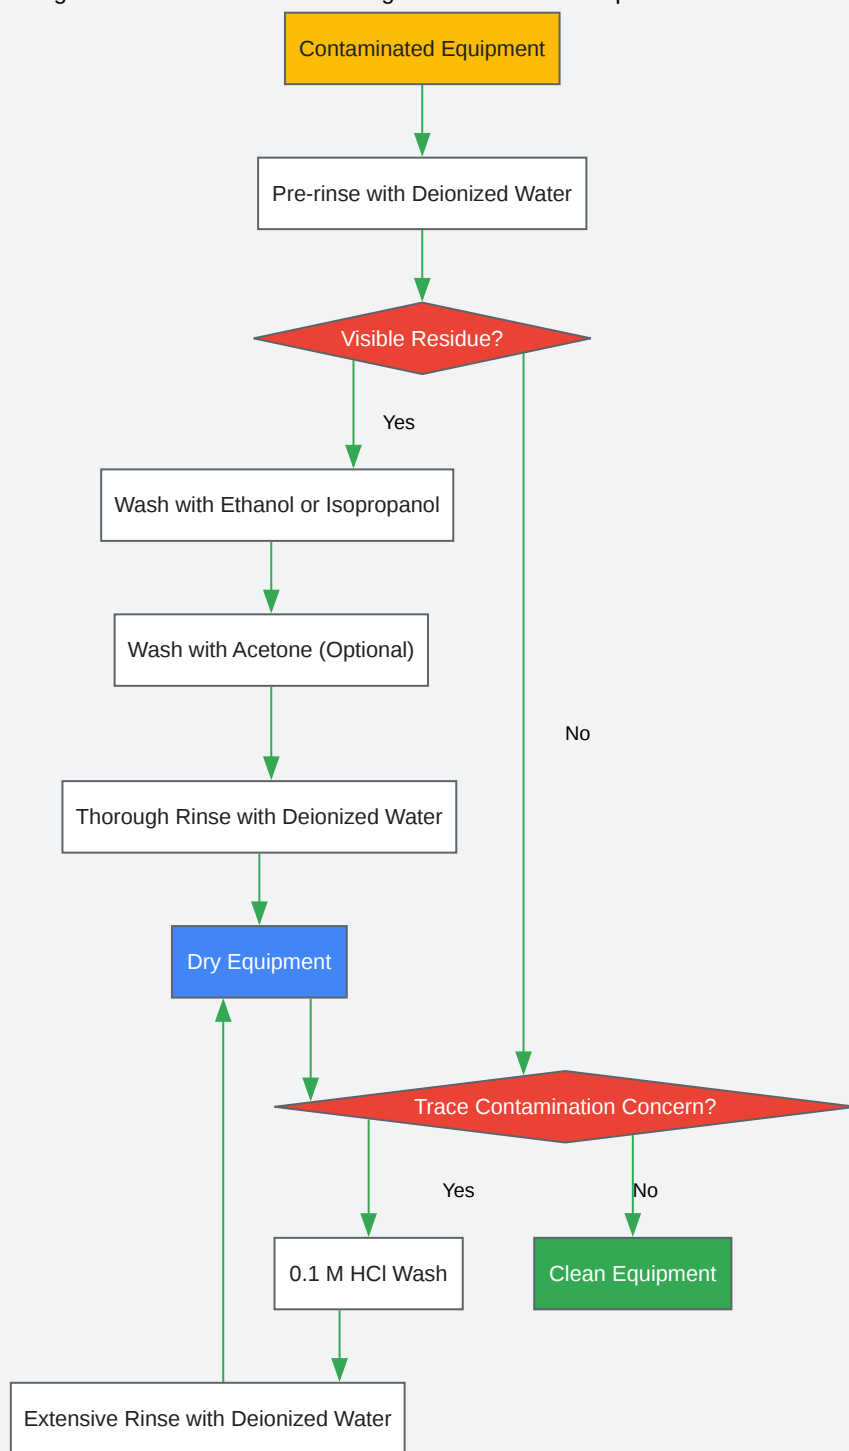 Contaminated Equipment
Pre-rinse with Deionized Water
Visible Residue?
Yes
Wash with Ethanol or Isopropanol
Wash with Acetone (Optional)
No
Thorough Rinse with Deionized Water
Dry Equipment
Trace Contamination Concern?
Yes
No
0.1 M HCl Wash
Clean Equipment
Extensive Rinse with Deionized Water